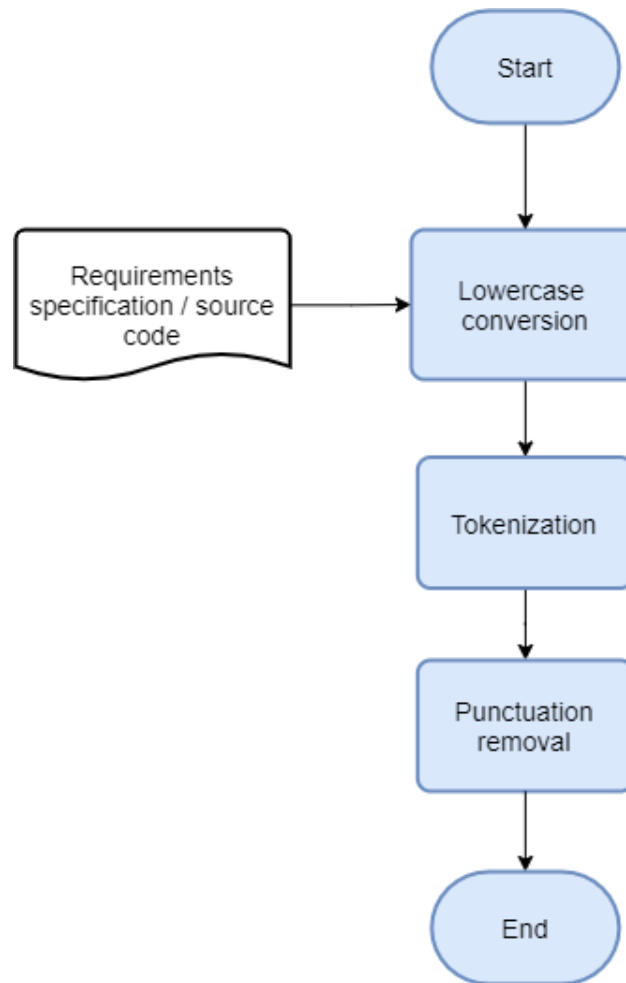 Start
Requirements
specification / source
code
Lowercase
conversion
Tokenization
Punctuation
removal
End